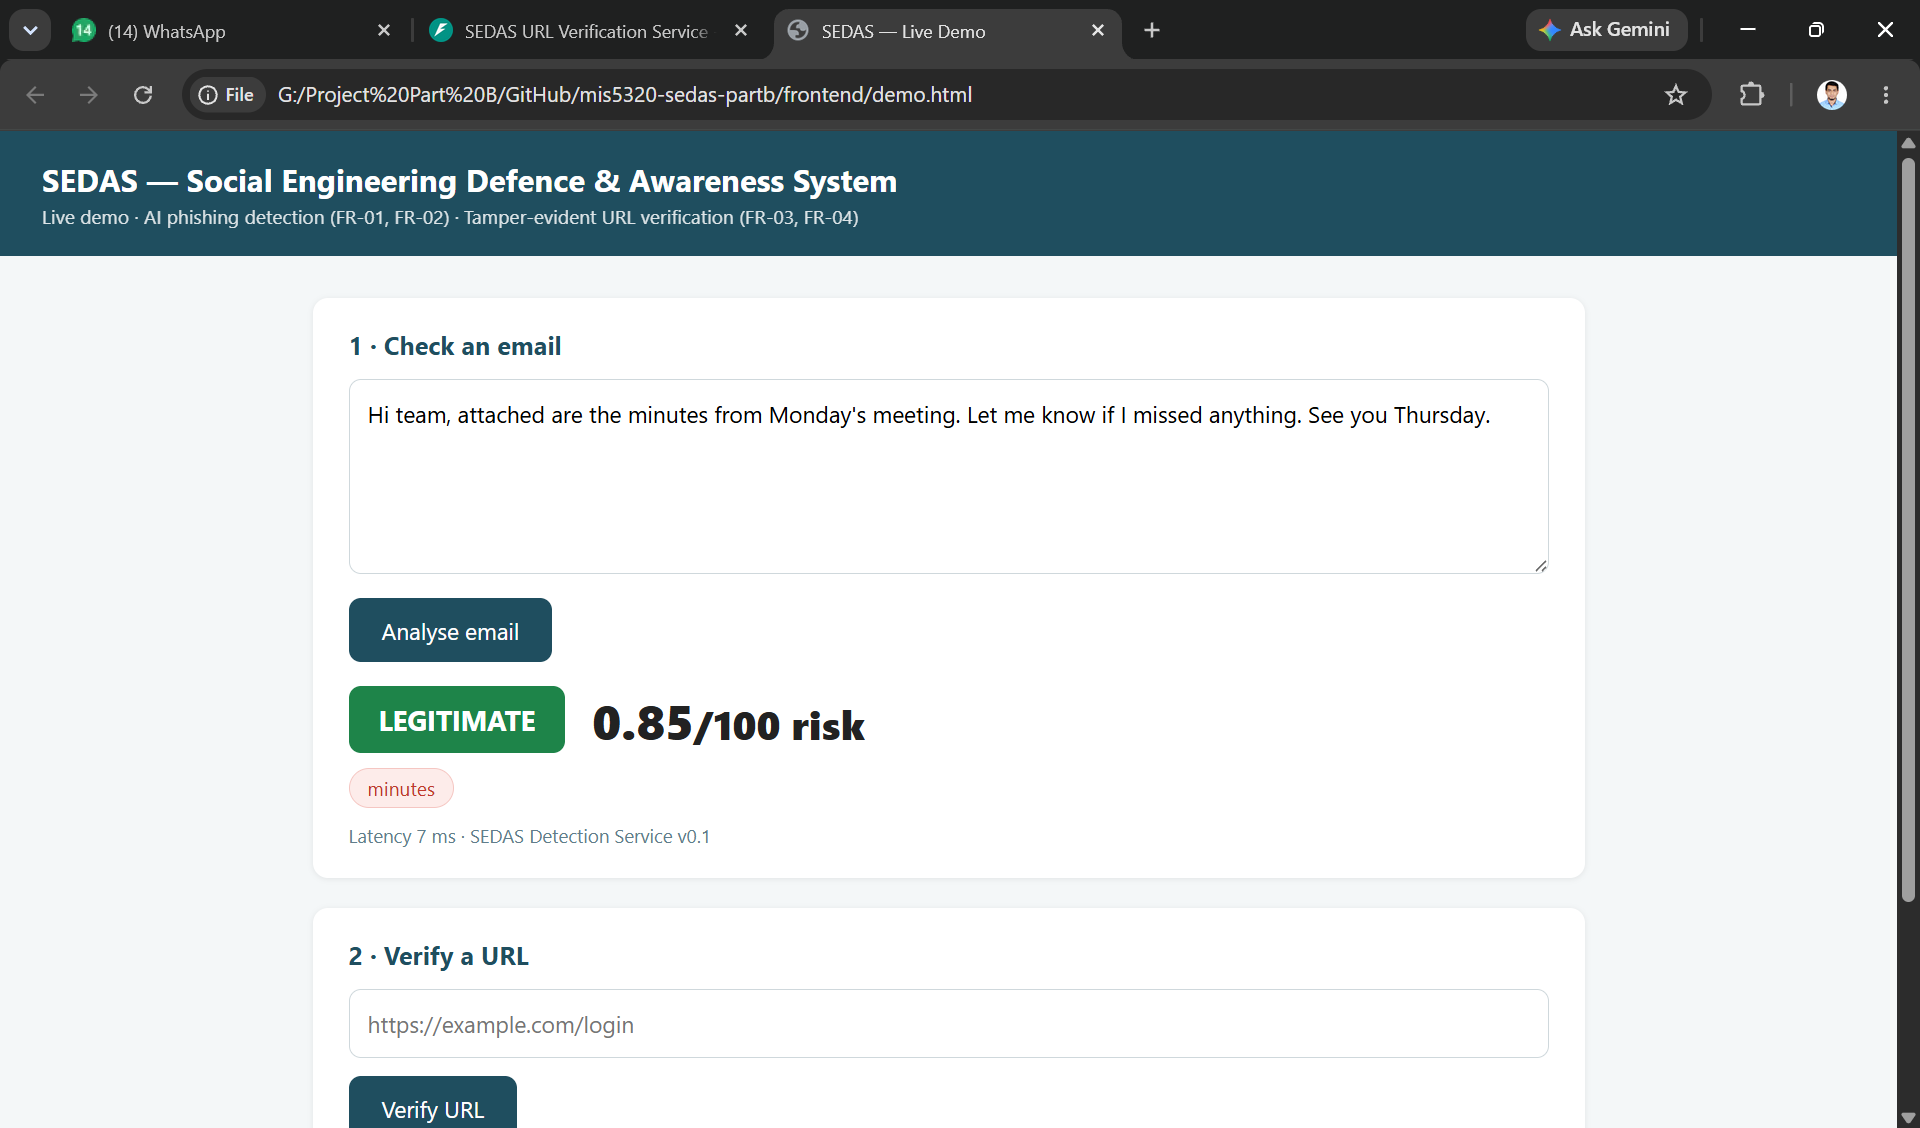 14 (14) WhatsApp
SEDAS URL Verification Service
SEDAS — Live Demo
Ask Gemini
File G:/Project%20Part%20B/GitHub/mis5320-sedas-partb/frontend/demo.html
SEDAS — Social Engineering Defence & Awareness System
Live demo · AI phishing detection (FR-01, FR-02) · Tamper-evident URL verification (FR-03, FR-04)
1 · Check an email
Hi team, attached are the minutes from Monday's meeting. Let me know if I missed anything. See you Thursday.
Analyse email
LEGITIMATE 0.85/100 risk
minutes
Latency 7 ms · SEDAS Detection Service v0.1
2 · Verify a URL
https://example.com/login
Verify URL